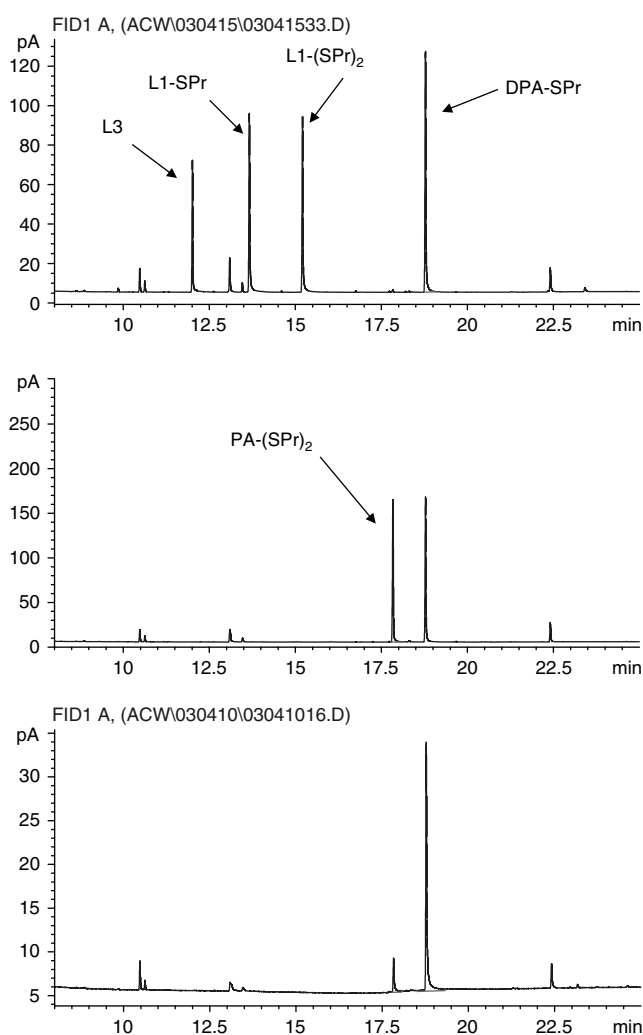 FID1 A, (ACW\030415\03041533.D)
pA
120
100
80
60
40
20
0
L3
L1-SPr
L1-(SPr)₂
DPA-SPr
10 12.5 15 17.5 20 22.5 min
pA
250
200
150
100
50
0
PA-(SPr)₂
10 12.5 15 17.5 20 22.5 min
FID1 A, (ACW\030410\03041016.D)
pA
30
25
20
15
10
5
10 12.5 15 17.5 20 22.5 min